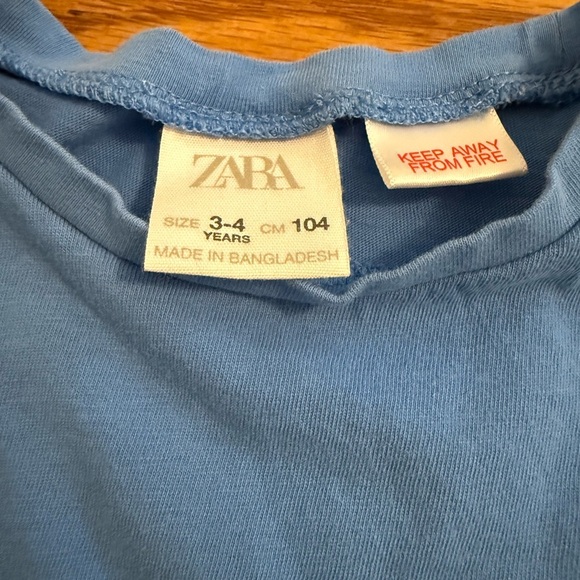 ZARA
SIZE 3-4 CM 104
YEARS
MADE IN BANGLADESH
KEEP AWAY
FROM FIRE